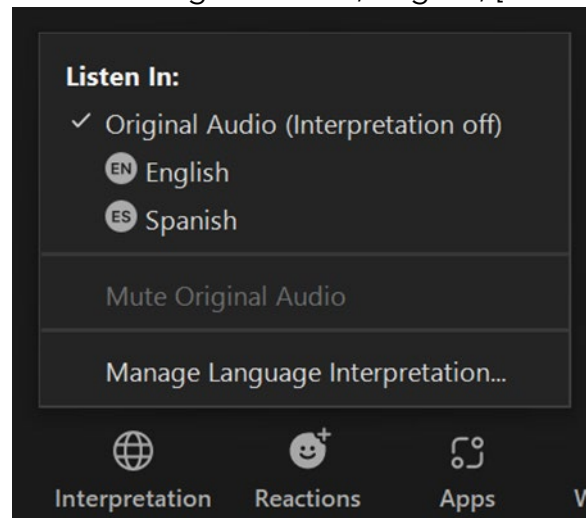 Listen In:
✓ Original Audio (Interpretation off)
EN English
ES Spanish
Mute Original Audio
Manage Language Interpretation...
Interpretation Reactions Apps